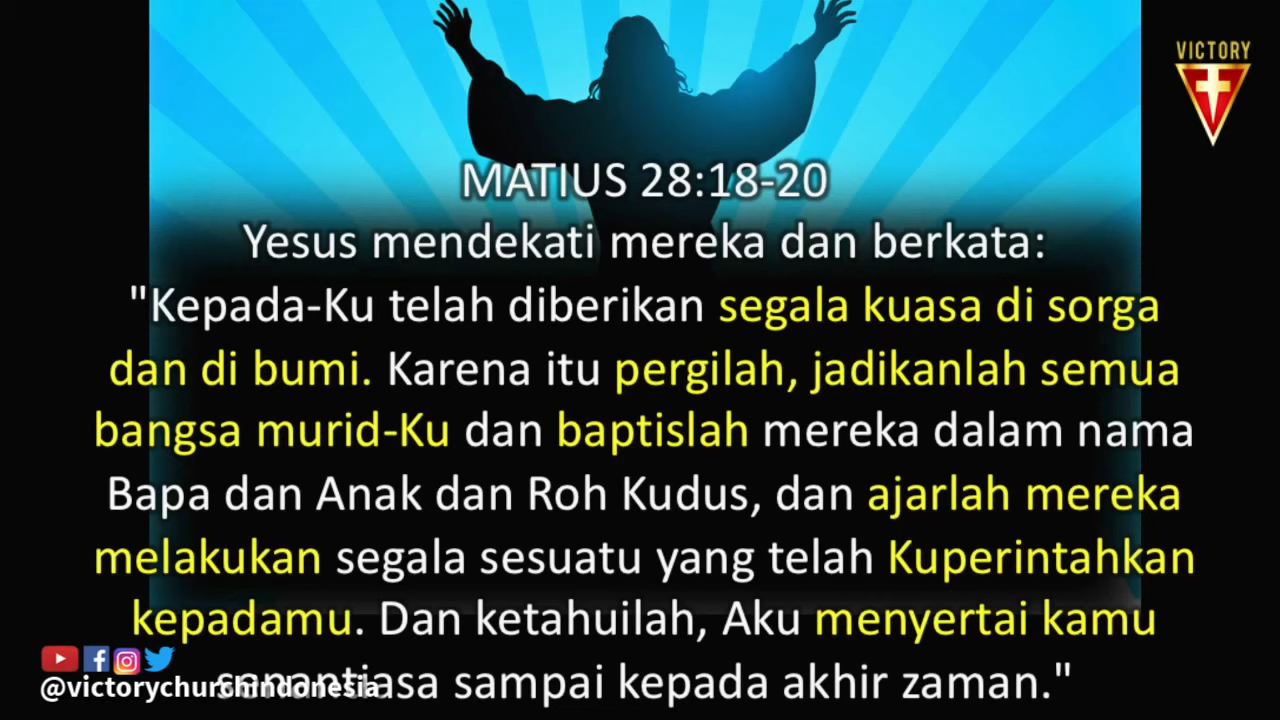 VICTORY
MATIUS 28:18-20
Yesus mendekati mereka dan berkata:
"Kepada-Ku telah diberikan segala kuasa di sorga
dan di bumi. Karena itu pergilah, jadikanlah semua
bangsa murid-Ku dan baptislah mereka dalam nama
Bapa dan Anak dan Roh Kudus, dan ajarlah mereka
melakukan segala sesuatu yang telah Kuperintahkan
kepadamu. Dan ketahuilah, Aku menyertai kamu
senantiasa sampai kepada akhir zaman."
@victorychurchindonesia